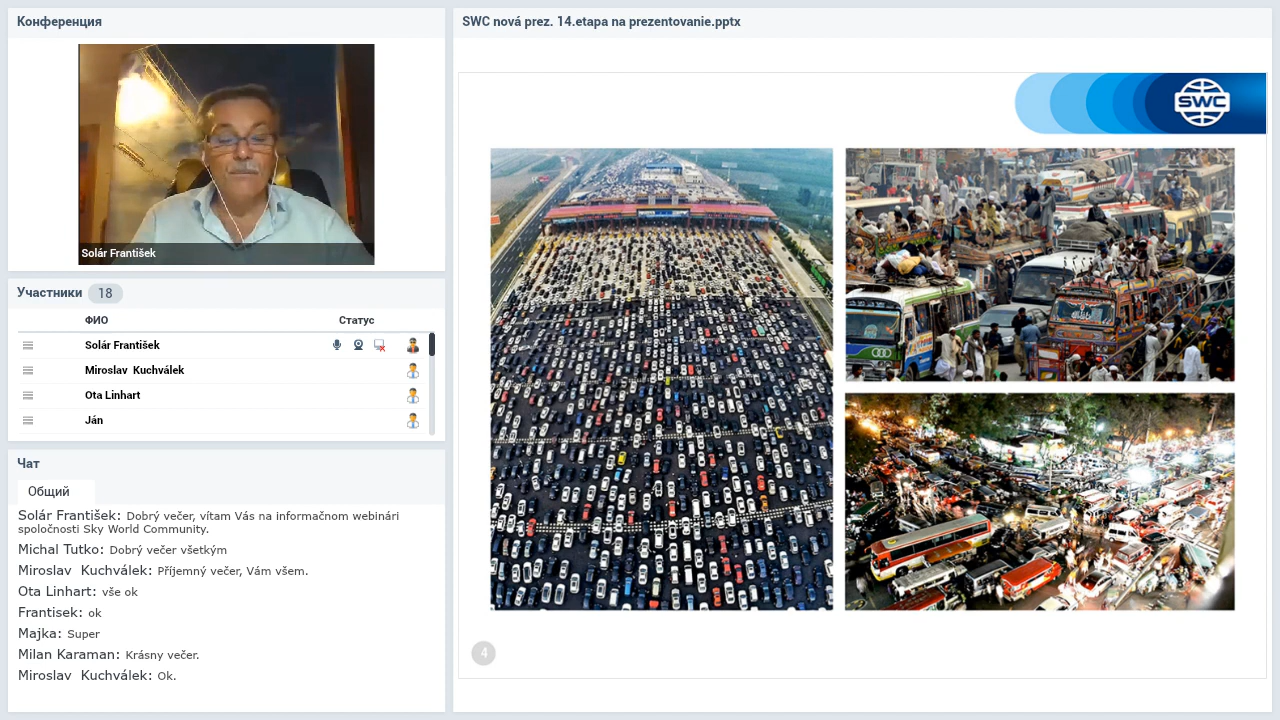 Конференция
Solár František
Участники 18
ФИО Статус
Solár František
Miroslav Kuchválek
Ota Linhart
Ján
Чат
Общий
Solár František: Dobrý večer, vítam Vás na informačnom webinári
spoločnosti Sky World Community.
Michal Tutko: Dobrý večer všetkým
Miroslav Kuchválek: Příjemný večer, Vám všem.
Ota Linhart: vše ok
Frantisek: ok
Majka: Super
Milan Karaman: Krásny večer.
Miroslav Kuchválek: Ok.
SWC nová prez. 14.etapa na prezentovanie.pptx
SWC
4